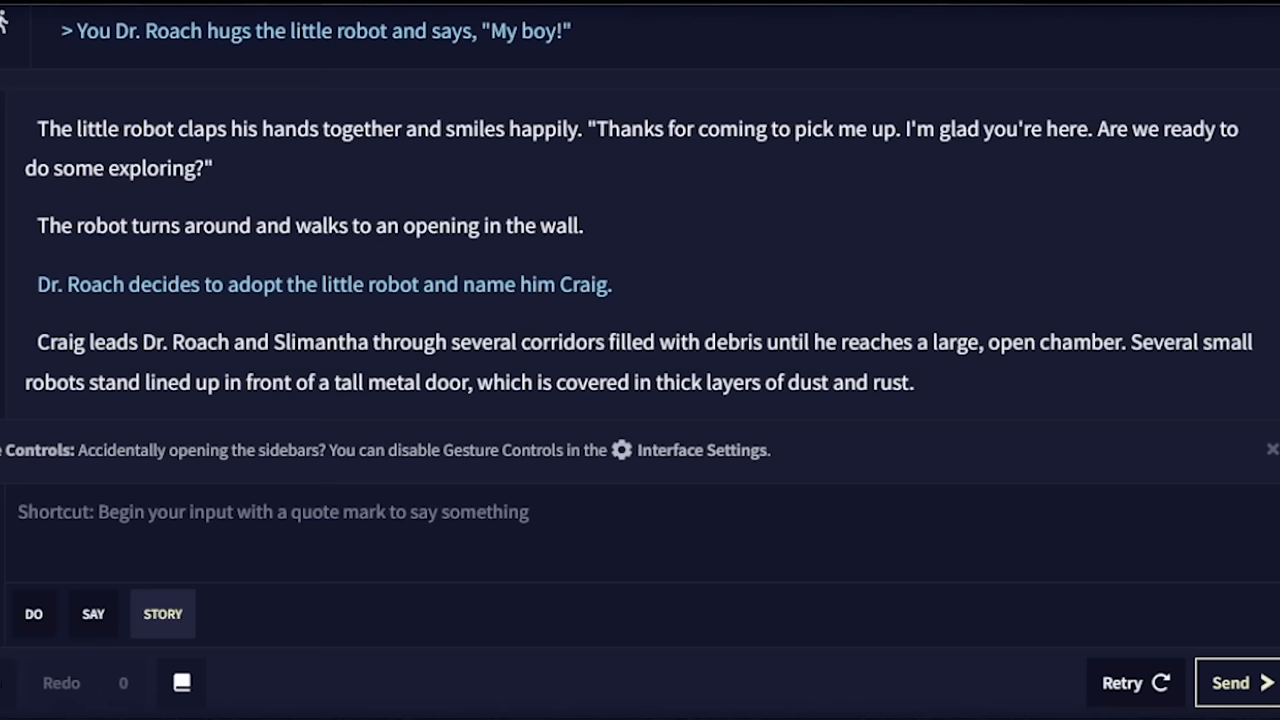 > You Dr. Roach hugs the little robot and says, "My boy!"
The little robot claps his hands together and smiles happily. "Thanks for coming to pick me up. I'm glad you're here. Are we ready to
do some exploring?"
The robot turns around and walks to an opening in the wall.
Dr. Roach decides to adopt the little robot and name him Craig.
Craig leads Dr. Roach and Slimantha through several corridors filled with debris until he reaches a large, open chamber. Several small
robots stand lined up in front of a tall metal door, which is covered in thick layers of dust and rust.
Controls: Accidentally opening the sidebars? You can disable Gesture Controls in the Interface Settings.
Shortcut: Begin your input with a quote mark to say something
DO SAY STORY
Redo 0 Retry Send